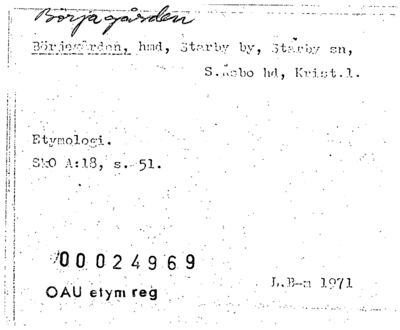 Börjagården
Börjegården, hmd, Starby by, Starby sn,
S.Åsbo hd, Krist.l.
Etymologi.
SkO A:18, s. 51.
00024969
OAU etym reg
L.B-m 1971